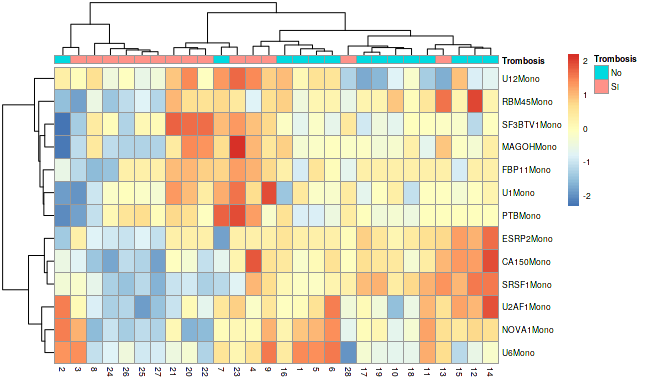 Trombosis
U12Mono
RBM45Mono
SF3BTV1Mono
MAGOHMono
FBP11Mono
U1Mono
PTBMono
ESRP2Mono
CA150Mono
SRSF1Mono
U2AF1Mono
NOVA1Mono
U6Mono
2 3 8 24 26 25 27 21 20 22 7 23 4 9 16 1 5 6 28 17 19 10 18 11 13 15 12 14
2
1
0
-1
-2
Trombosis
No
SI